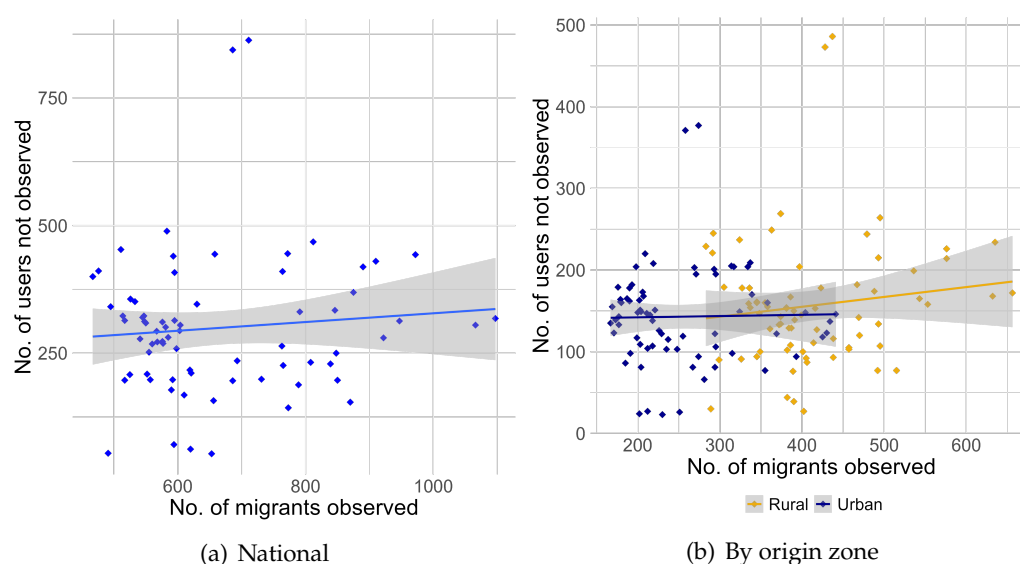 750
500
250
600
800
1000
No. of users not observed
No. of migrants observed
(a) National
500
400
300
200
100
0
200
300
400
500
600
No. of users not observed
No. of migrants observed
Rural
Urban
(b) By origin zone